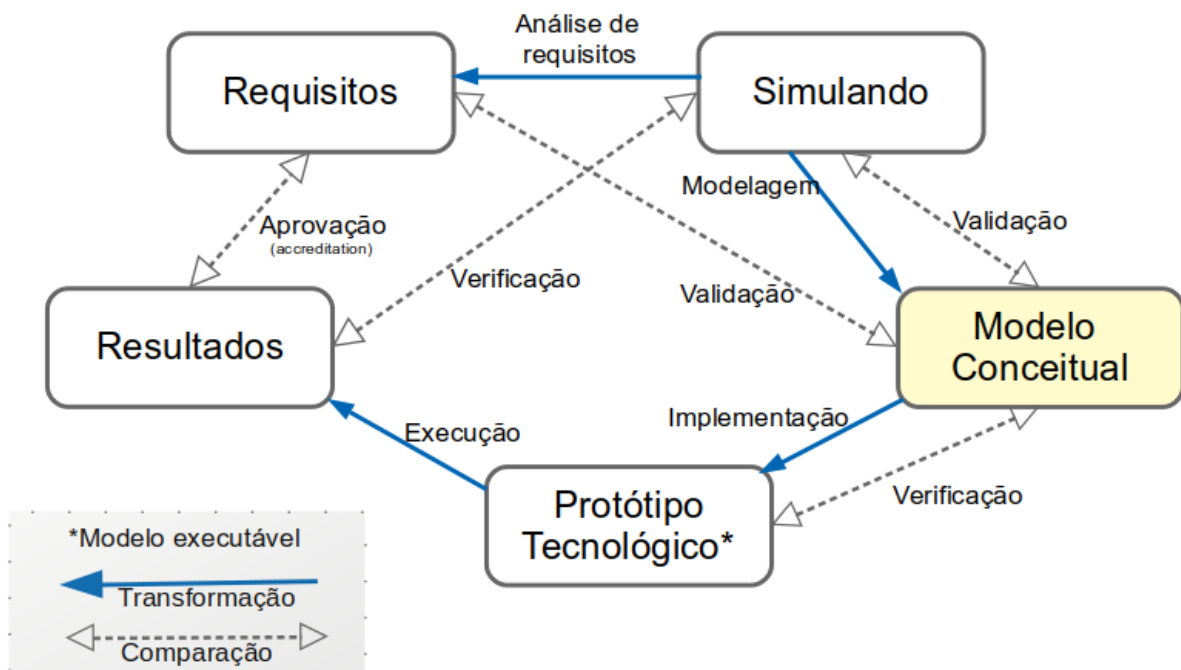 Análise de
requisitos
Requisitos
Simulando
Modelagem
Aprovação
(accreditation)
Validação
Verificação
Validação
Resultados
Modelo
Conceitual
Implementação
Execução
Protótipo
Tecnológico*
Verificação
*Modelo executável
Transformação
Comparação